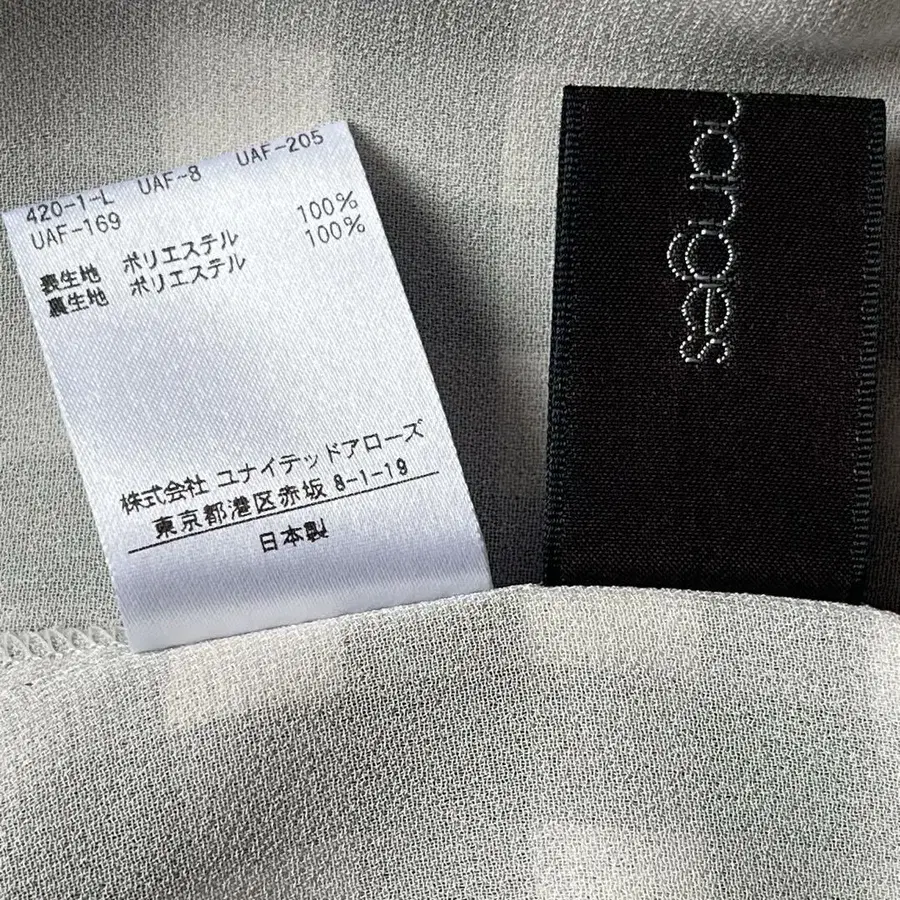 420-1-L UAF-8 UAF-205
UAF-169
表生地 ポリエステル 100%
裏生地 ポリエステル 100%
株式会社 ユナイテッドアローズ
東京都港区赤坂 8-1-19
日本製